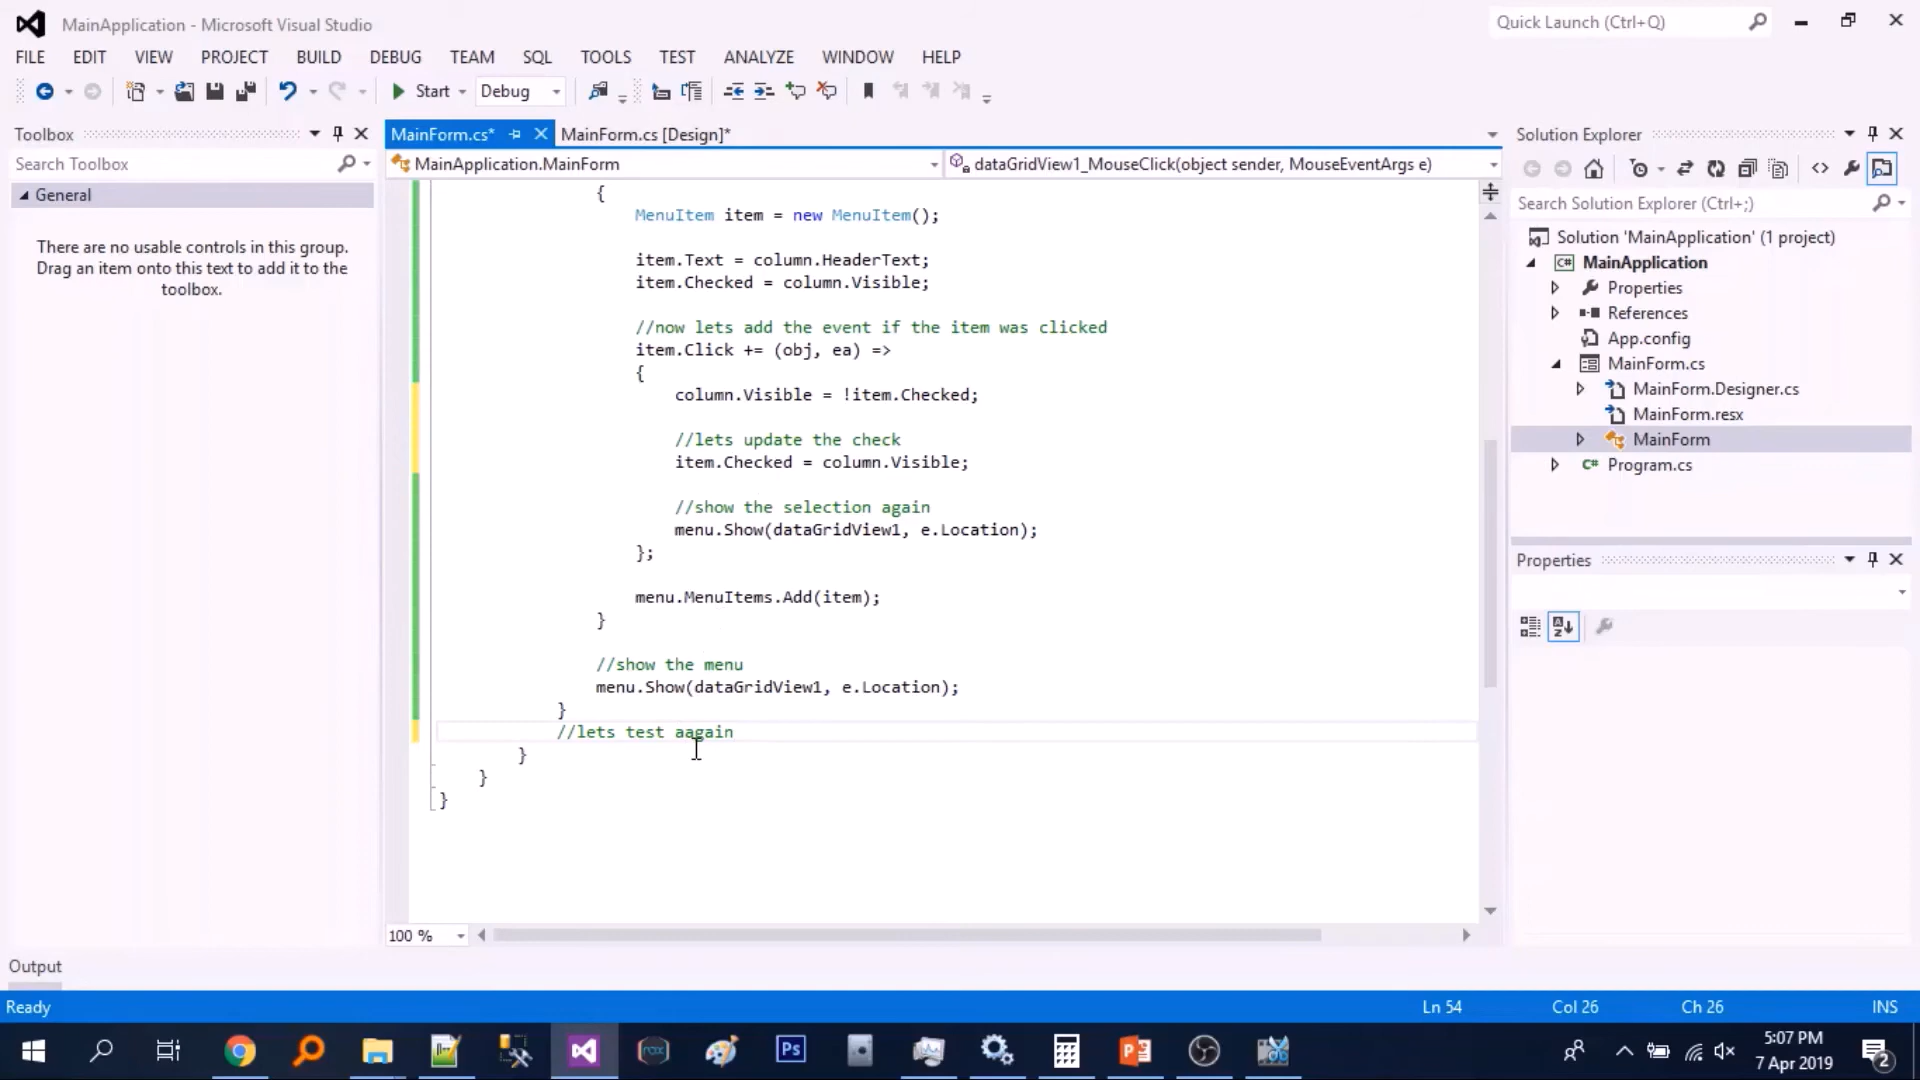 MainApplication - Microsoft Visual Studio
Quick Launch (Ctrl+Q)
FILE EDIT VIEW PROJECT BUILD DEBUG TEAM SQL TOOLS TEST ANALYZE WINDOW HELP
Start Debug
Toolbox
Search Toolbox
General
There are no usable controls in this group.
Drag an item onto this text to add it to the
toolbox.
MainForm.cs* MainForm.cs [Design]*
MainApplication.MainForm dataGridView1_MouseClick(object sender, MouseEventArgs e)
{
MenuItem item = new MenuItem();
item.Text = column.HeaderText;
item.Checked = column.Visible;
//now lets add the event if the item was clicked
item.Click += (obj, ea) =>
{
column.Visible = !item.Checked;
//lets update the check
item.Checked = column.Visible;
//show the selection again
menu.Show(dataGridView1, e.Location);
};
menu.MenuItems.Add(item);
}
//show the menu
menu.Show(dataGridView1, e.Location);
}
//lets test aagain
}
}
}
100 %
Solution Explorer
Search Solution Explorer (Ctrl+;)
Solution 'MainApplication' (1 project)
C# MainApplication
Properties
References
App.config
MainForm.cs
MainForm.Designer.cs
MainForm.resx
MainForm
C# Program.cs
Properties
Output
Ready Ln 54 Col 26 Ch 26 INS
Ps
5:07 PM
7 Apr 2019
2